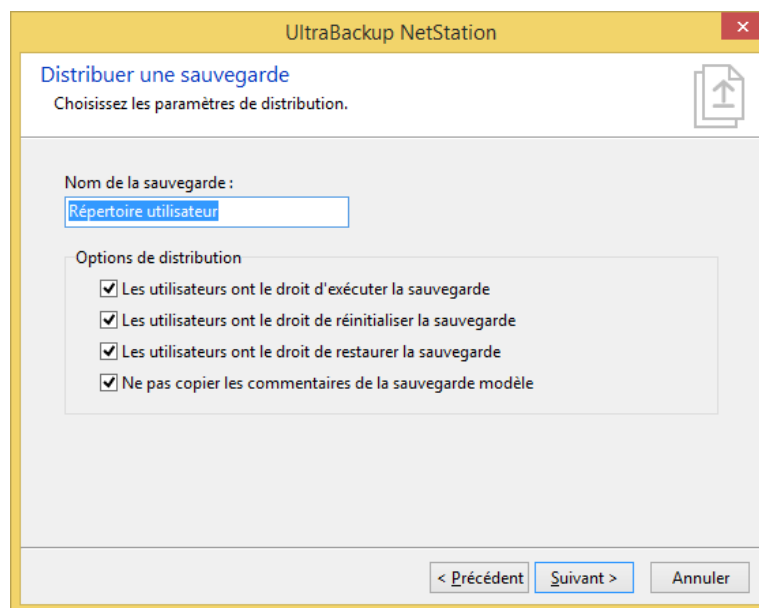 UltraBackup NetStation
Distribuer une sauvegarde
Choisissez les paramètres de distribution.
Nom de la sauvegarde :
Répertoire utilisateur
Options de distribution
Les utilisateurs ont le droit d'exécuter la sauvegarde
Les utilisateurs ont le droit de réinitialiser la sauvegarde
Les utilisateurs ont le droit de restaurer la sauvegarde
Ne pas copier les commentaires de la sauvegarde modèle
< Précédent Suivant > Annuler